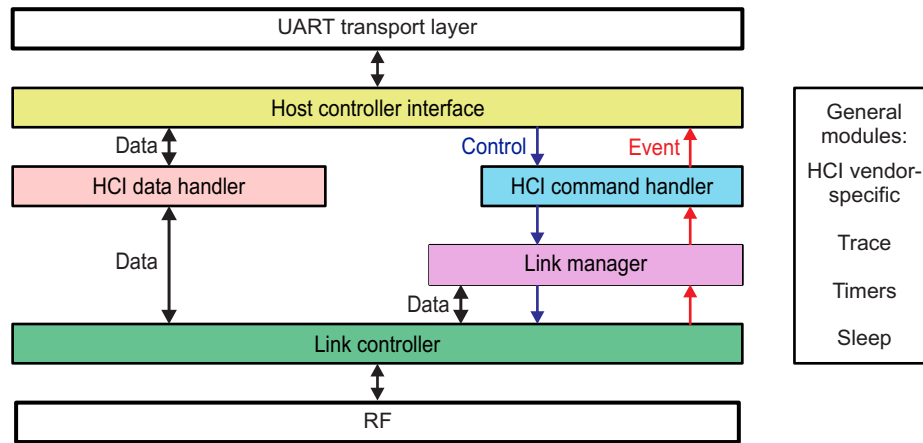 UART transport layer
Host controller interface
Data
Control
Event
HCI data handler
HCI command handler
Data
Link manager
Data
Link controller
RF
General
modules:
HCI vendor-
specific
Trace
Timers
Sleep